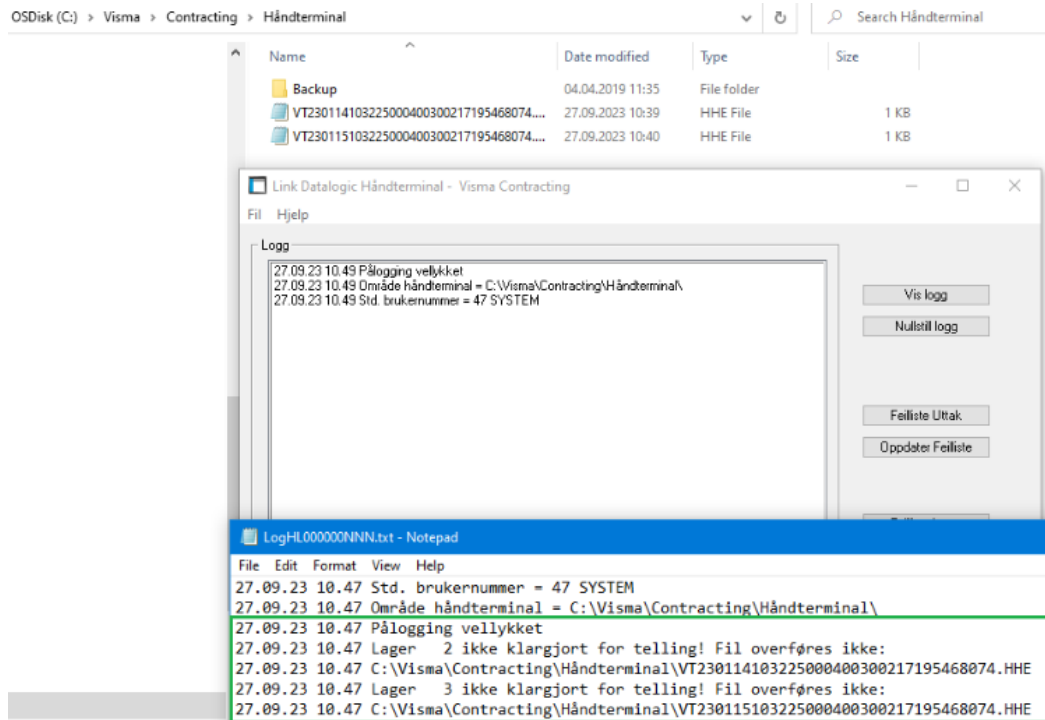 OSDisk (C:) > Visma > Contracting > Håndterminal
Search Håndterminal
Name Date modified Type Size
Backup 04.04.2019 11:35 File folder
VT23011410322500040030021719546​8074.... 27.09.2023 10:39 HHE File 1 KB
VT230115103225000400300217195468074.... 27.09.2023 10:40 HHE File 1 KB
Link Datalogic Håndterminal - Visma Contracting
Fil Hjelp
Logg
27.09.23 10.49 Pålogging vellykket
27.09.23 10.49 Område håndterminal = C:\Visma\Contracting\Håndterminal\
27.09.23 10.49 Std. brukernummer = 47 SYSTEM
Vis logg
Nullstill logg
Feilliste Uttak
Oppdater Feilliste
LogHL000000NNN.txt - Notepad
File Edit Format View Help
27.09.23 10.47 Std. brukernummer = 47 SYSTEM
27.09.23 10.47 Område håndterminal = C:\Visma\Contracting\Håndterminal\
27.09.23 10.47 Pålogging vellykket
27.09.23 10.47 Lager 2 ikke klargjort for telling! Fil overføres ikke:
27.09.23 10.47 C:\Visma\Contracting\Håndterminal\VT230114103225000400300217195468074.HHE
27.09.23 10.47 Lager 3 ikke klargjort for telling! Fil overføres ikke:
27.09.23 10.47 C:\Visma\Contracting\Håndterminal\VT230115103225000400300217195468074.HHE